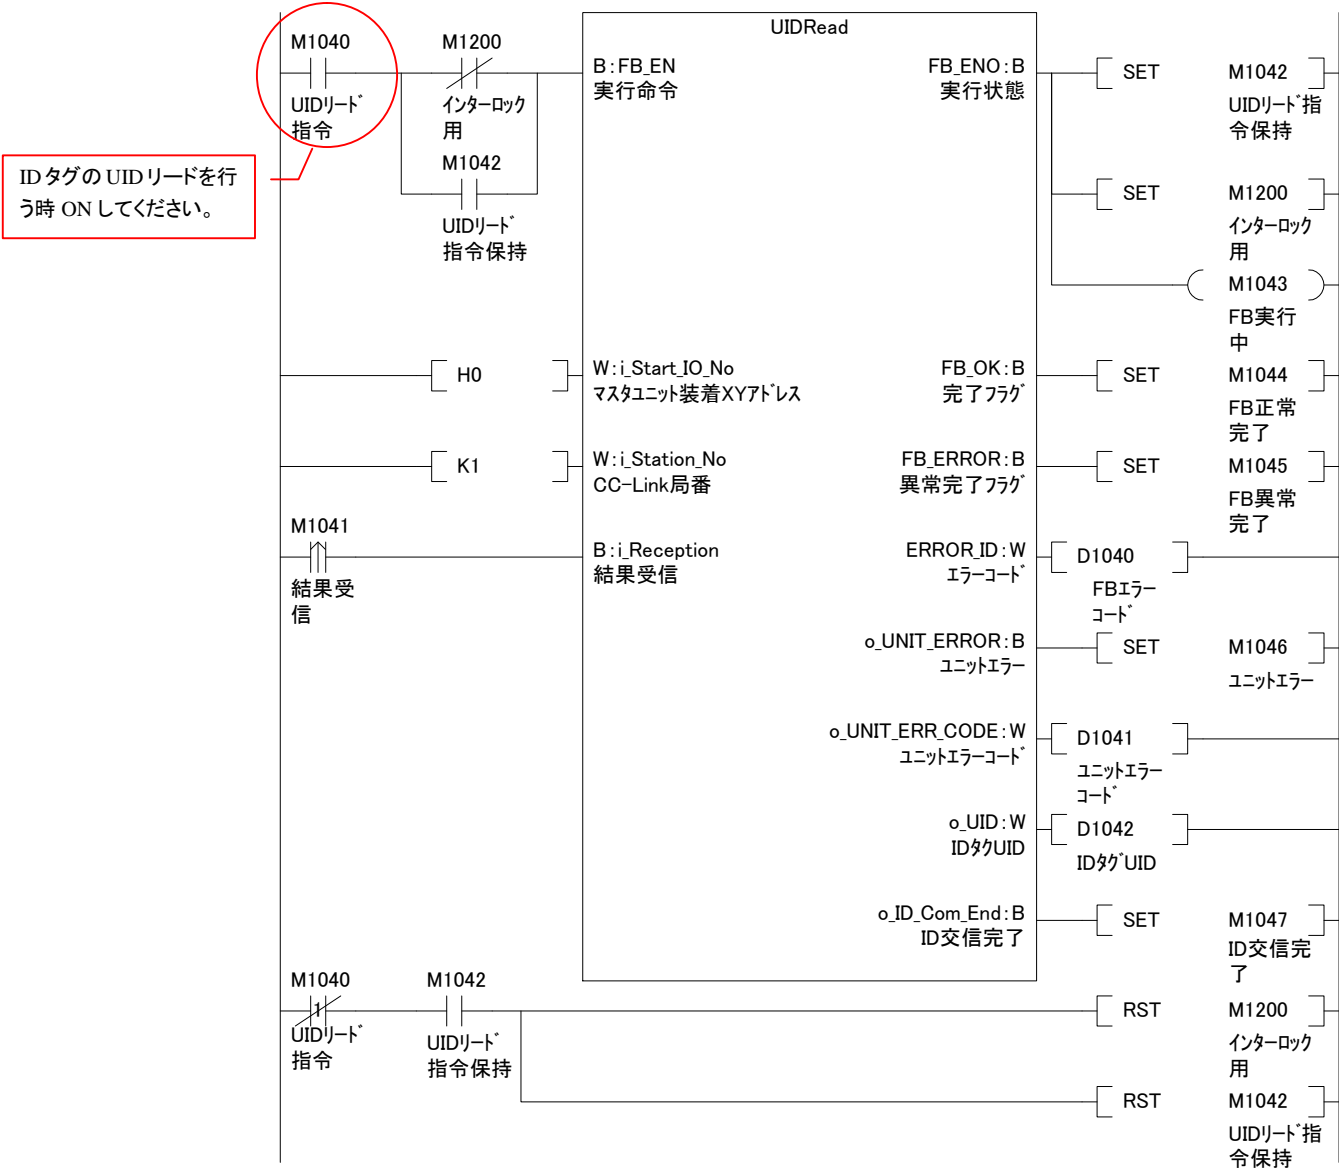 UIDRead
M1040
M1200
B:FB_EN
FB_ENO:B
SET
M1042
実行命令
実行状態
UIDﾘｰﾄﾞ
指令
ｲﾝﾀｰﾛｯｸ
用
UIDﾘｰﾄﾞ指
令保持
M1042
UIDﾘｰﾄﾞ
指令保持
ID タグの UID リードを行
う時 ON してください。
SET
M1200
ｲﾝﾀｰﾛｯｸ
用
M1043
FB実行
中
H0
W:i_Start_IO_No
ﾏｽﾀﾕﾆｯﾄ装着XYｱﾄﾞﾚｽ
FB_OK:B
完了ﾌﾗｸﾞ
SET
M1044
FB正常
完了
K1
W:i_Station_No
CC-Link局番
FB_ERROR:B
異常完了ﾌﾗｸﾞ
SET
M1045
FB異常
完了
M1041
結果受
信
B:i_Reception
結果受信
ERROR_ID:W
ｴﾗｰｺｰﾄﾞ
D1040
FBｴﾗｰ
ｺｰﾄﾞ
o_UNIT_ERROR:B
ﾕﾆｯﾄｴﾗｰ
SET
M1046
ﾕﾆｯﾄｴﾗｰ
o_UNIT_ERR_CODE:W
ﾕﾆｯﾄｴﾗｰｺｰﾄﾞ
D1041
ﾕﾆｯﾄｴﾗｰ
ｺｰﾄﾞ
o_UID:W
IDﾀｸUID
D1042
IDﾀｸﾞUID
o_ID_Com_End:B
ID交信完了
SET
M1047
ID交信完
了
M1040
UIDﾘｰﾄﾞ
指令
M1042
UIDﾘｰﾄﾞ
指令保持
RST
M1200
ｲﾝﾀｰﾛｯｸ
用
RST
M1042
UIDﾘｰﾄﾞ指
令保持